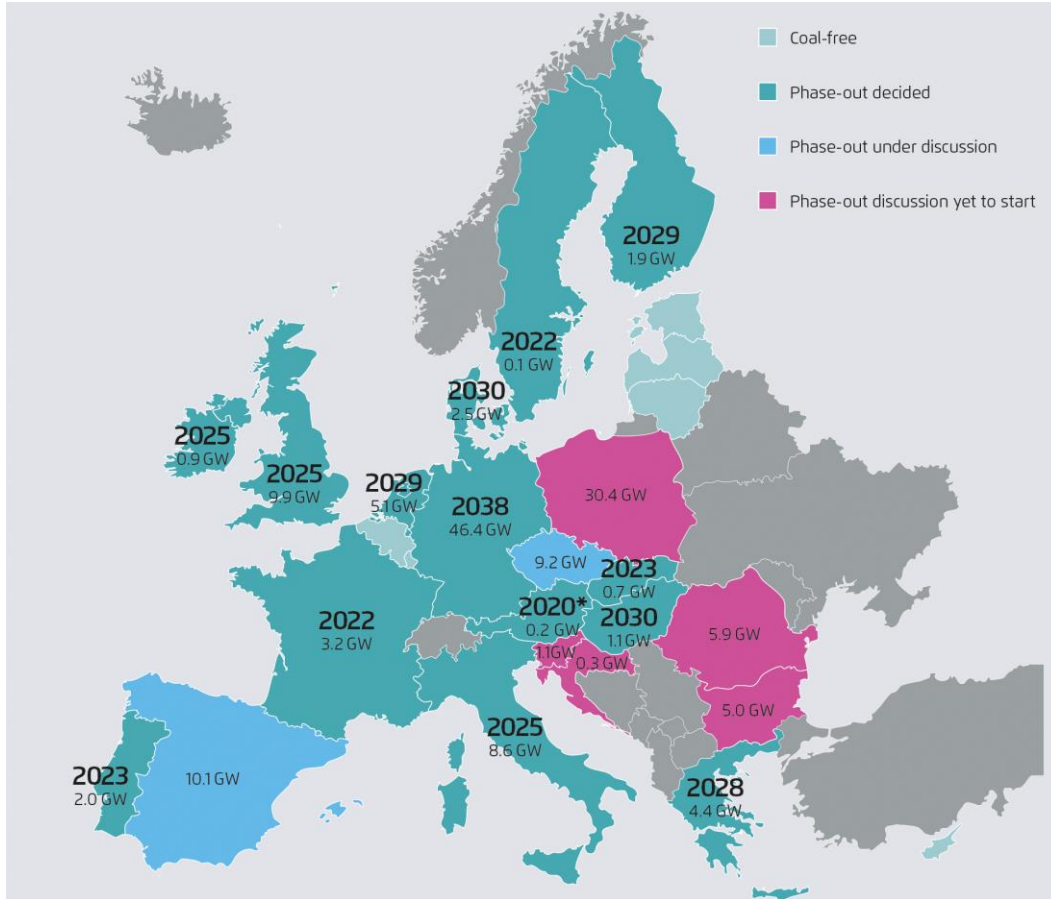 Coal-free
Phase-out decided
Phase-out under discussion
Phase-out discussion yet to start
2029
1.9 GW
2022
0.1 GW
2030
2.5 GW
2025
0.9 GW
2025
9.9 GW
2029
5.1 GW
2038
46.4 GW
30.4 GW
9.2 GW
2023
0.7 GW
2020*
0.2 GW
2030
1.1 GW
2022
3.2 GW
1.1GW
0.3 GW
5.9 GW
5.0 GW
2025
8.6 GW
2023
2.0 GW
10.1 GW
2028
4.4 GW